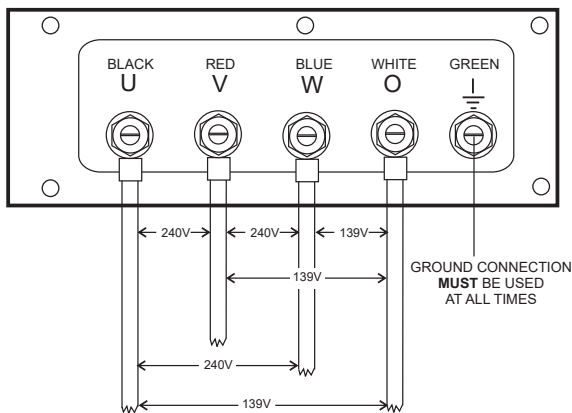 BLACK RED BLUE WHITE GREEN
U V W O
240V 240V 139V
139V
GROUND CONNECTION
MUST BE USED
AT ALL TIMES
240V
139V